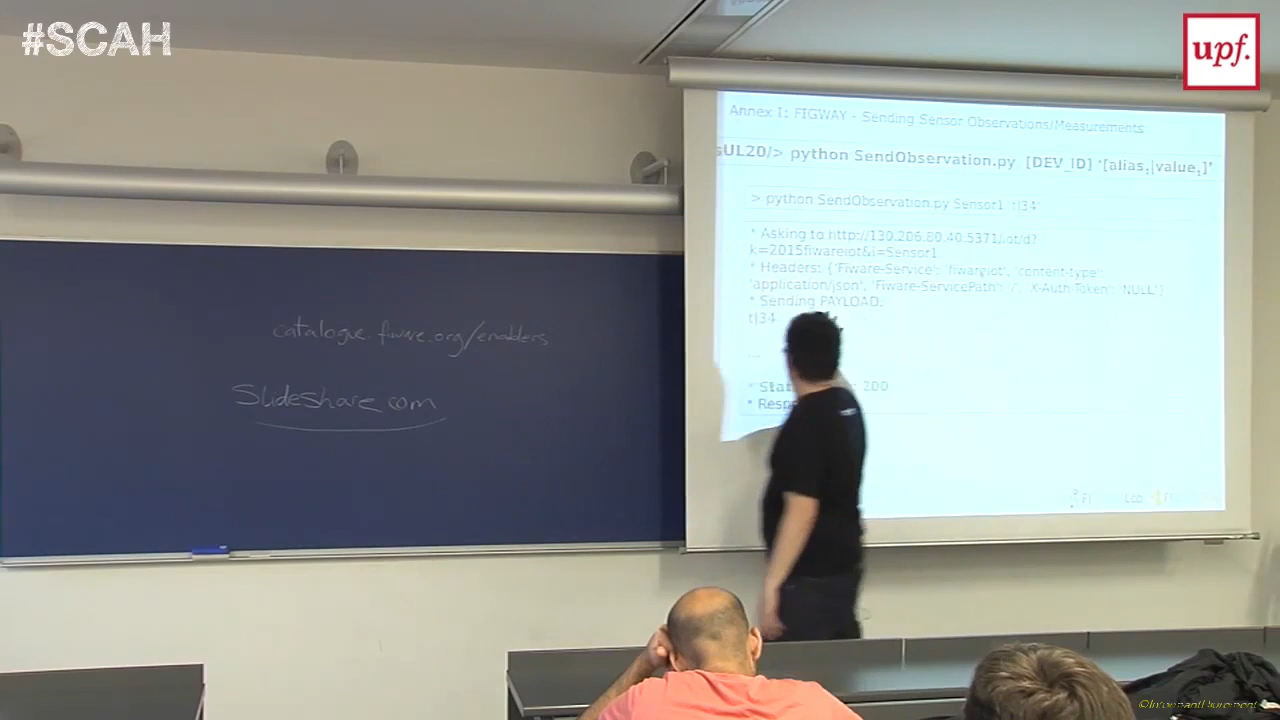 #SCAH
upf.
Annex I: FIGWAY - Sending Sensor Observations/Measurements
sUL20/> python SendObservation.py [DEV_ID] '[alias,|value,]'
> python SendObservation.py Sensor1 't|34'
* Asking to http://130.206.80.40:5371/iot/d?
k=2015fiwareiot&i=Sensor1
* Headers: {'Fiware-Service': 'fiwareiot', 'content-type':
'application/json', 'Fiware-ServicePath': '/', 'X-Auth-Token': 'NULL'}
* Sending PAYLOAD:
t|34
...
200
catalogue.fiware.org/enablers
Slideshare.com